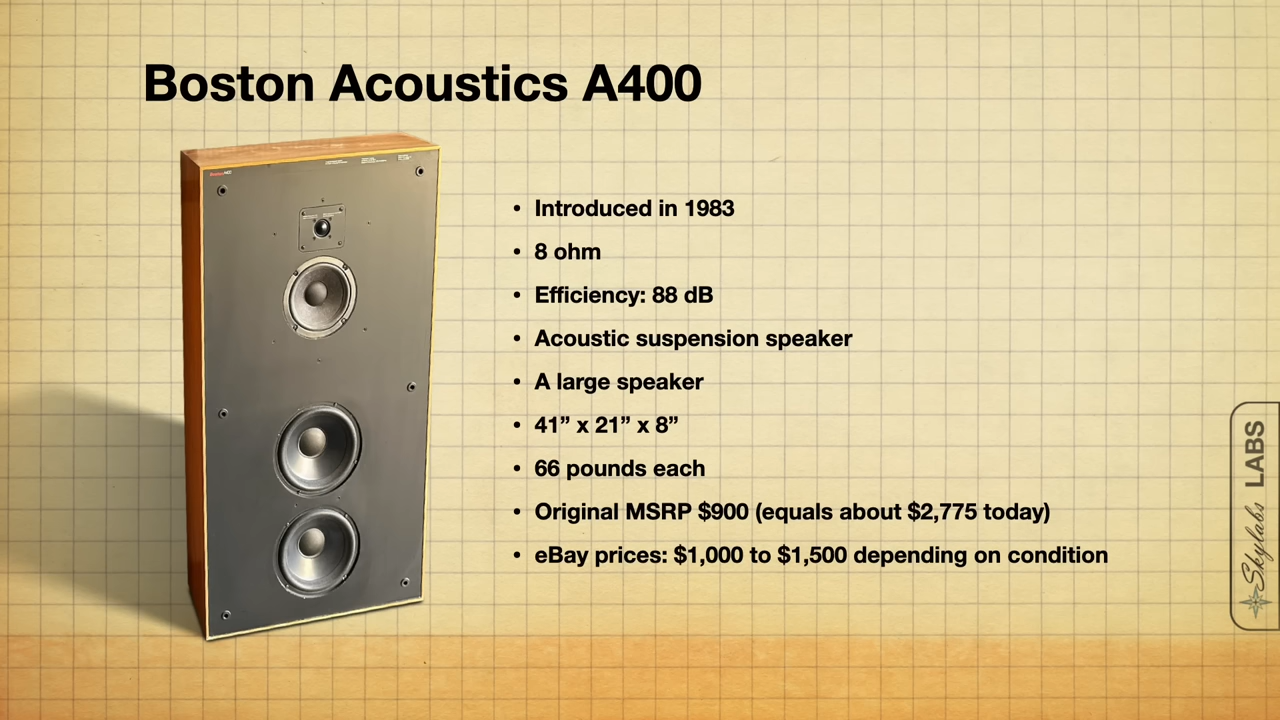 Boston Acoustics A400
• Introduced in 1983
• 8 ohm
• Efficiency: 88 dB
• Acoustic suspension speaker
• A large speaker
• 41” x 21” x 8”
• 66 pounds each
• Original MSRP $900 (equals about $2,775 today)
• eBay prices: $1,000 to $1,500 depending on condition
Skylabs LABS